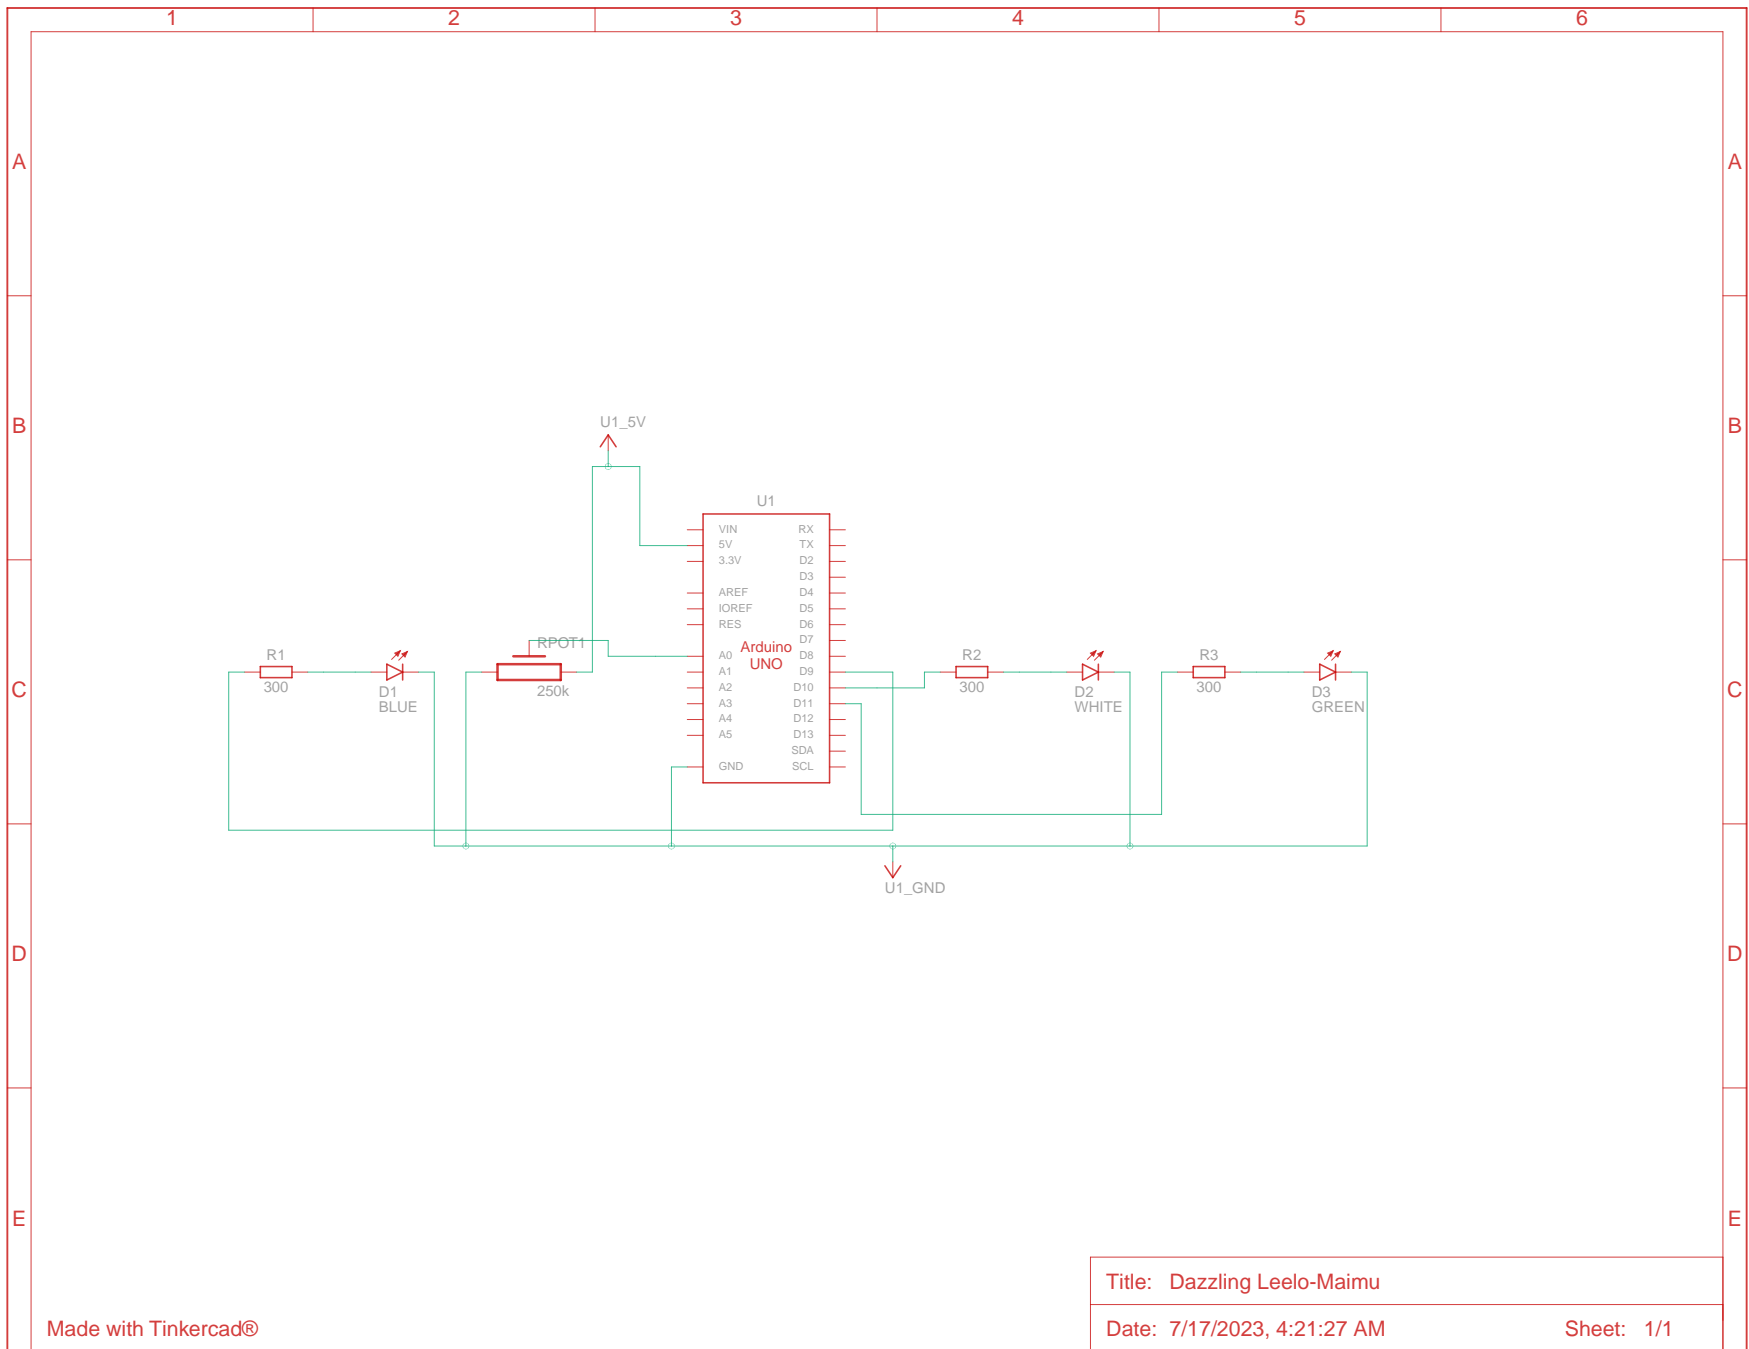 1 2 3 4 5 6
A A
B B
U1_5V
U1
VIN RX
5V TX
3.3V D2
D3
AREF D4
IOREF D5
RES D6
D7
A0 D8
A1 D9
A2 D10
A3 D11
A4 D12
A5 D13
SDA
GND SCL
Arduino
UNO
RPOT1
250k
R1
300
D1
BLUE
R2
300
D2
WHITE
R3
300
D3
GREEN
C C
U1_GND
D D
E E
Title: Dazzling Leelo-Maimu
Made with Tinkercad®
Date: 7/17/2023, 4:21:27 AM Sheet: 1/1